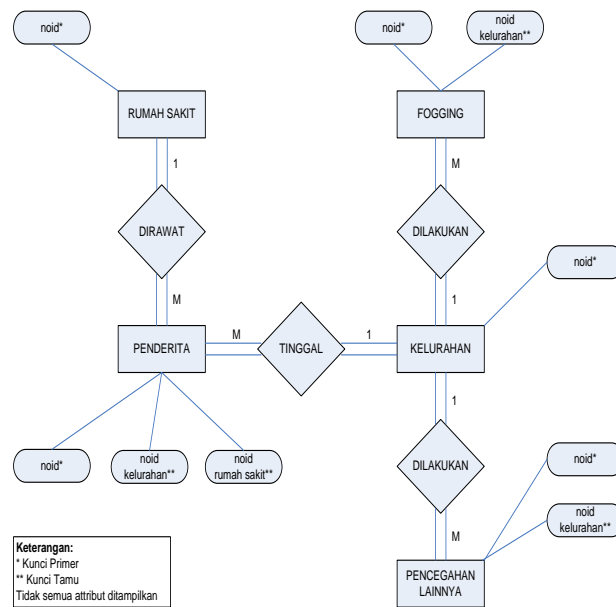 noid*
noid*
noid
kelurahan**
RUMAH SAKIT
FOGGING
1
M
DIRAWAT
DILAKUKAN
noid*
M
1
PENDERITA
M
TINGGAL
1
KELURAHAN
1
noid*
noid
kelurahan**
noid
rumah sakit**
DILAKUKAN
noid*
noid
kelurahan**
M
PENCEGAHAN
LAINNYA
Keterangan:
* Kunci Primer
** Kunci Tamu
Tidak semua attribut ditampilkan